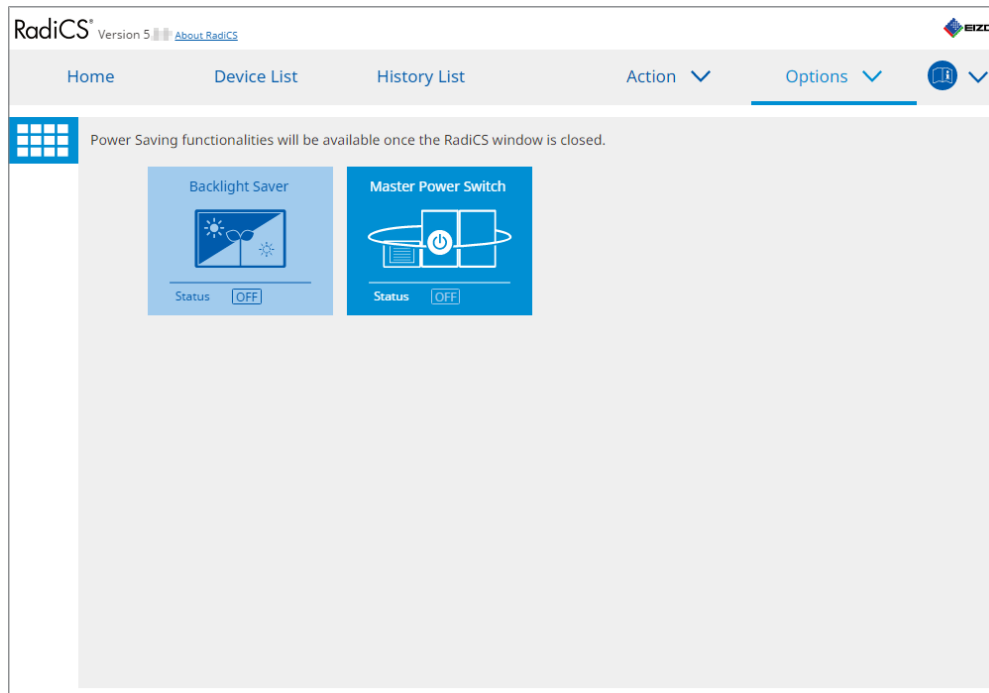 RadiCS® Version 5. About RadiCS
Home Device List History List Action Options
Power Saving functionalities will be available once the RadiCS window is closed.
Backlight Saver Master Power Switch
Status OFF Status OFF